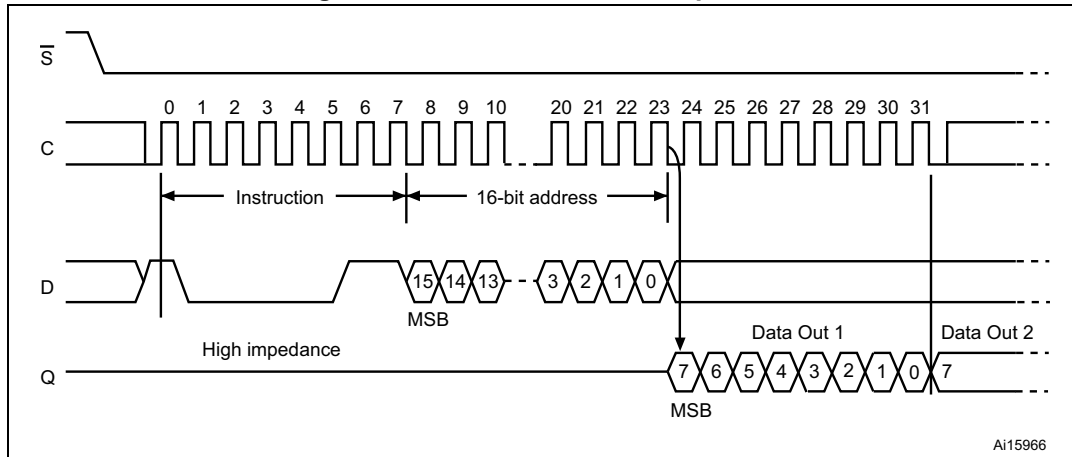 S
0 1 2 3 4 5 6 7 8 9 10 20 21 22 23 24 25 26 27 28 29 30 31
C
Instruction 16-bit address
D 15 14 13 3 2 1 0
MSB
High impedance Data Out 1 Data Out 2
Q 7 6 5 4 3 2 1 0 7
MSB
Ai15966